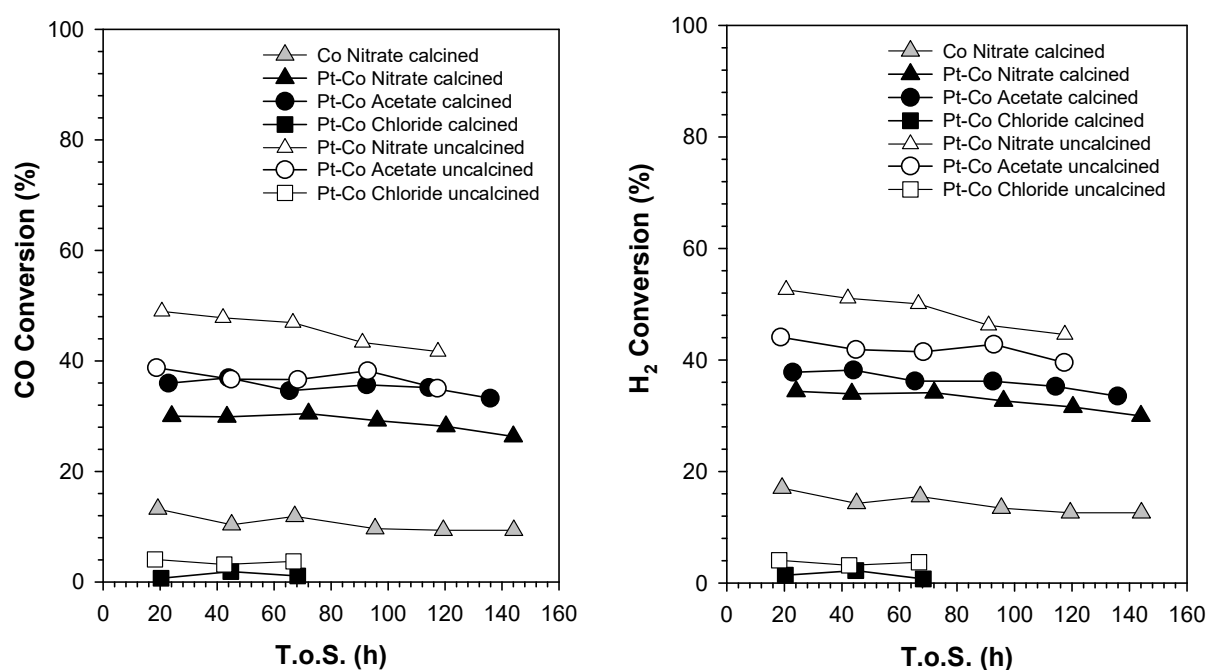 100
80
60
40
20
0
CO Conversion (%)
Co Nitrate calcined
Pt-Co Nitrate calcined
Pt-Co Acetate calcined
Pt-Co Chloride calcined
Pt-Co Nitrate uncalcined
Pt-Co Acetate uncalcined
Pt-Co Chloride uncalcined
0 20 40 60 80 100 120 140 160
T.o.S. (h)
100
80
60
40
20
0
H2 Conversion (%)
Co Nitrate calcined
Pt-Co Nitrate calcined
Pt-Co Acetate calcined
Pt-Co Chloride calcined
Pt-Co Nitrate uncalcined
Pt-Co Acetate uncalcined
Pt-Co Chloride uncalcined
0 20 40 60 80 100 120 140 160
T.o.S. (h)